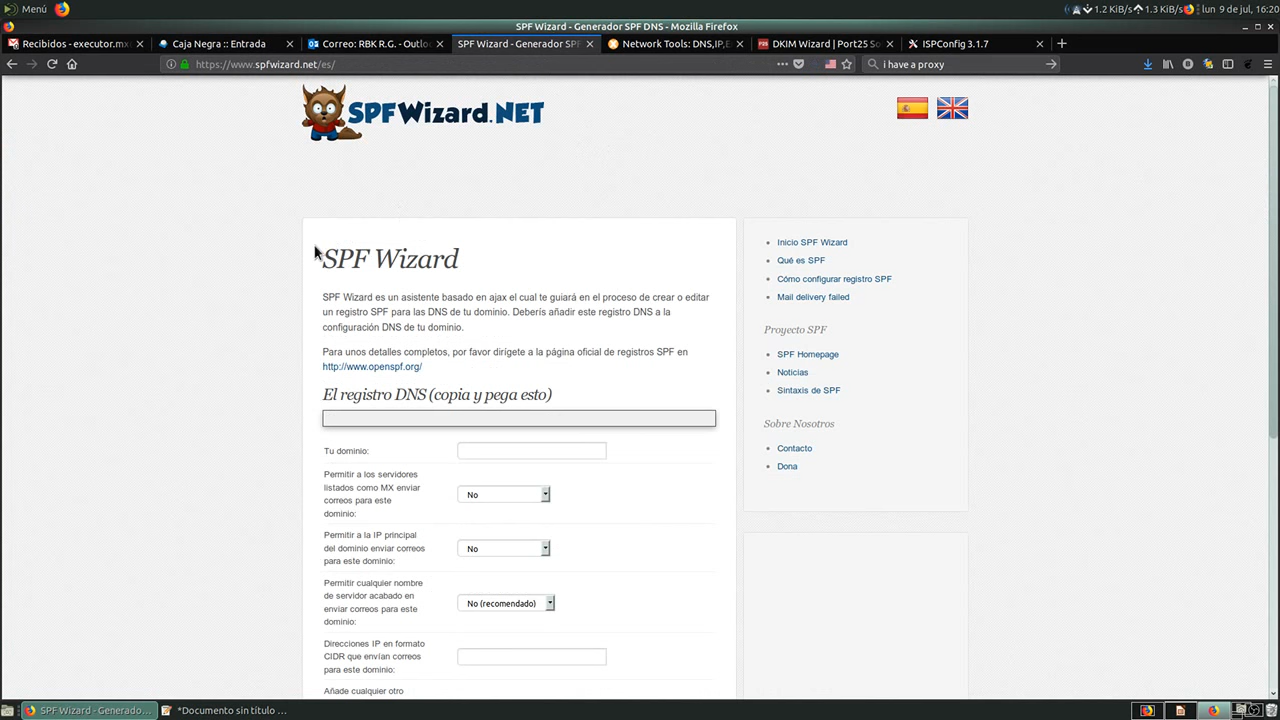 Menú
1.2 KiB/s 1.3 KiB/s lun 9 de jul, 16:20
SPF Wizard - Generador SPF DNS - Mozilla Firefox
Recibidos - executor.mx
Caja Negra :: Entrada
Correo: RBK R.G. - Outloo
SPF Wizard - Generador SPF
Network Tools: DNS,IP,E
DKIM Wizard | Port25 So
ISPConfig 3.1.7
https://www.spfwizard.net/es/
i have a proxy
SPFWizard.NET
SPF Wizard
SPF Wizard es un asistente basado en ajax el cual te guiará en el proceso de crear o editar
un registro SPF para las DNS de tu dominio. Deberís añadir este registro DNS a la
configuración DNS de tu dominio.
Para unos detalles completos, por favor dirígete a la página oficial de registros SPF en
http://www.openspf.org/
El registro DNS (copia y pega esto)
Tu dominio:
Permitir a los servidores
listados como MX enviar
correos para este
dominio:
No
Permitir a la IP principal
del dominio enviar correos
para este dominio:
No
Permitir cualquier nombre
de servidor acabado en
enviar correos para este
dominio:
No (recomendado)
Direcciones IP en formato
CIDR que envían correos
para este dominio:
Añade cualquier otro
Inicio SPF Wizard
Qué es SPF
Cómo configurar registro SPF
Mail delivery failed
Proyecto SPF
SPF Homepage
Noticias
Sintaxis de SPF
Sobre Nosotros
Contacto
Dona
SPF Wizard - Generado...
*Documento sin título ...